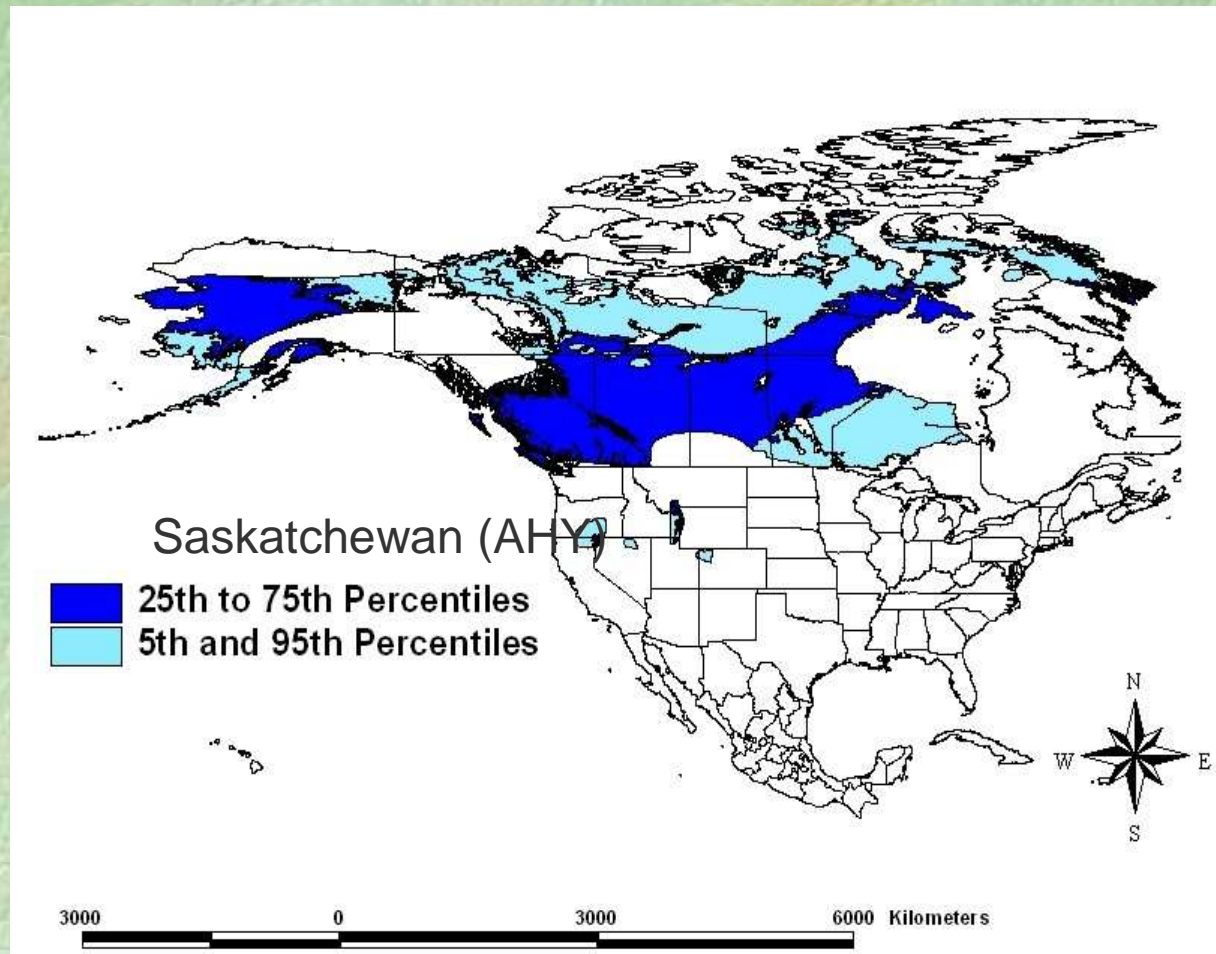 Saskatchewan (AHY)
25th to 75th Percentiles
5th and 95th Percentiles
N
W E
S
3000 0 3000 6000 Kilometers